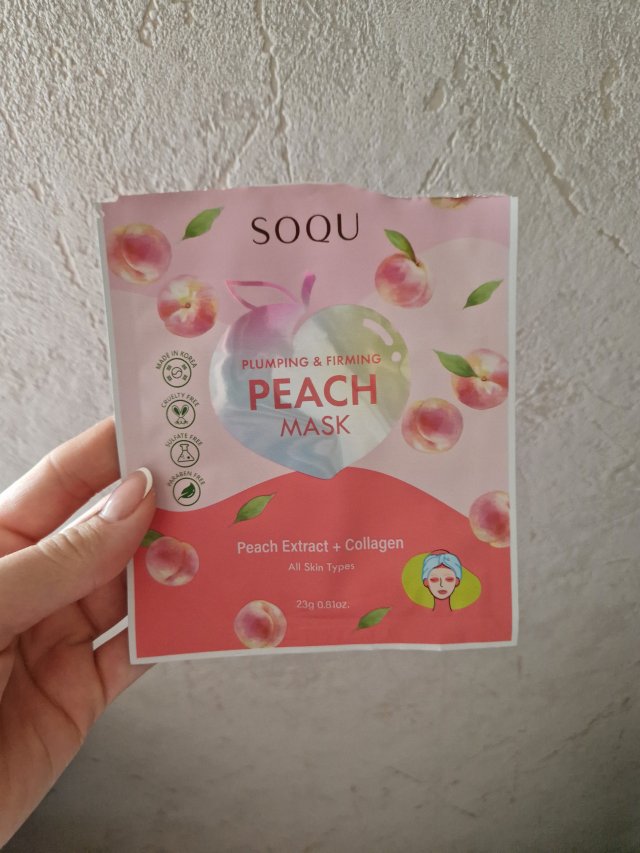 SOQU
PLUMPING & FIRMING
PEACH
MASK
MADE IN KOREA
CRUELTY FREE
SULFATE FREE
PARABEN FREE
Peach Extract + Collagen
All Skin Types
23g 0.81oz.